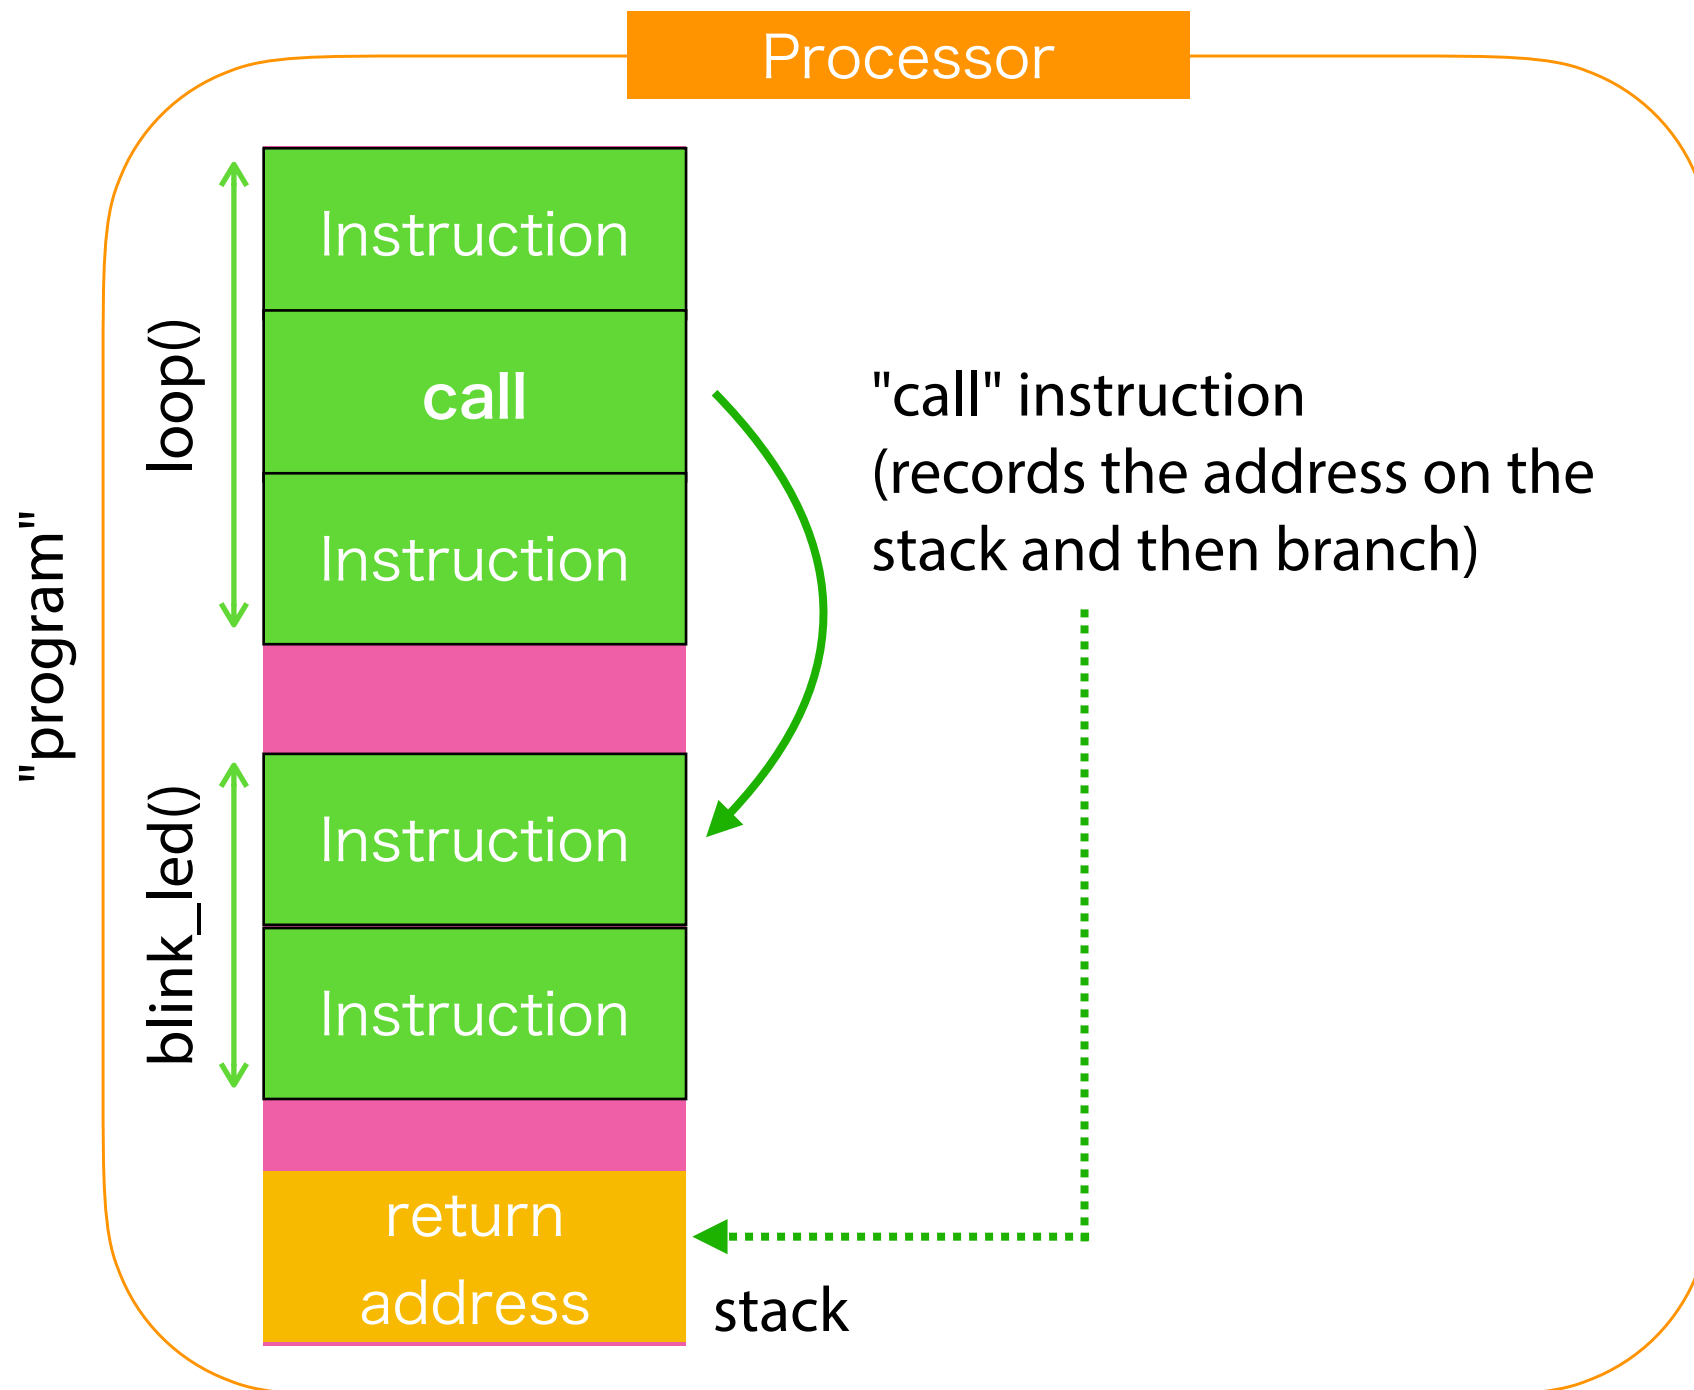 Processor
"program"
loop()
Instruction
call
Instruction
"call" instruction
(records the address on the
stack and then branch)
blink_led()
Instruction
Instruction
return
address
stack